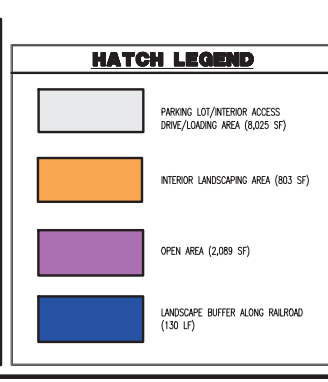 HATCH LEGEND
PARKING LOT/INTERIOR ACCESS
DRIVE/LOADING AREA (8,025 SF)
INTERIOR LANDSCAPING AREA (803 SF)
OPEN AREA (2,089 SF)
LANDSCAPE BUFFER ALONG RAILROAD
(130 LF)